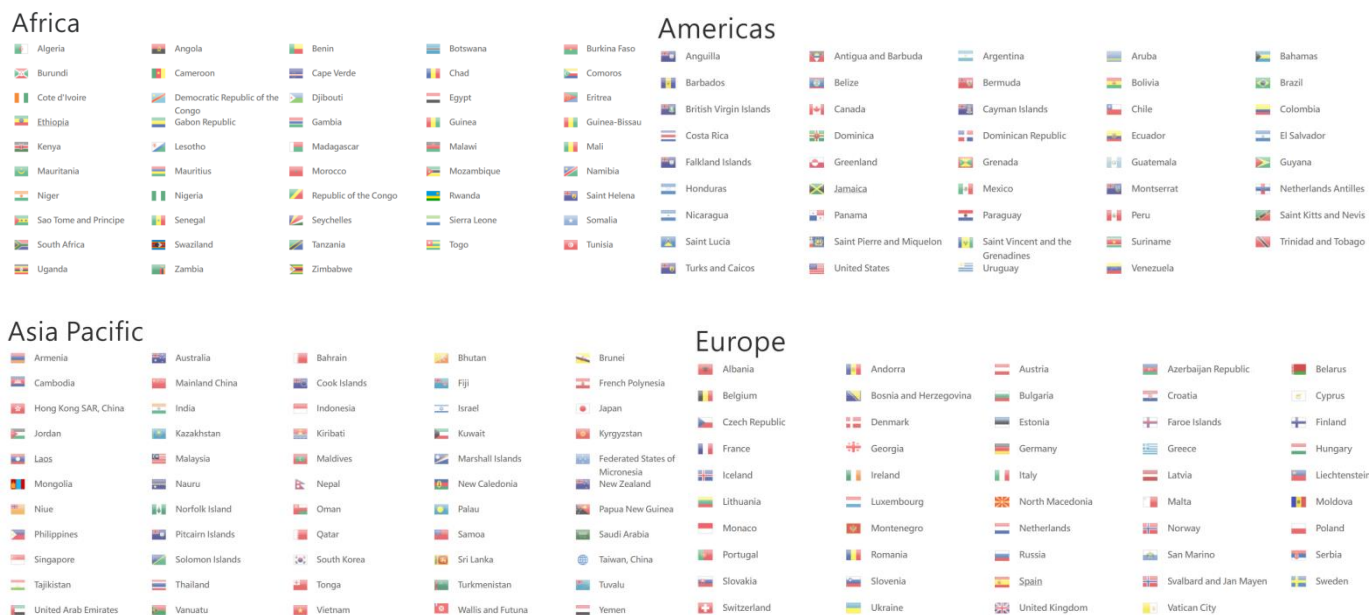 Africa
Algeria Angola Benin Botswana Burkina Faso
Burundi Cameroon Cape Verde Chad Comoros
Cote d'Ivoire Democratic Republic of the Congo Djibouti Egypt Eritrea
Ethiopia Gabon Republic Gambia Guinea Guinea-Bissau
Kenya Lesotho Madagascar Malawi Mali
Mauritania Mauritius Morocco Mozambique Namibia
Niger Nigeria Republic of the Congo Rwanda Saint Helena
Sao Tome and Principe Senegal Seychelles Sierra Leone Somalia
South Africa Swaziland Tanzania Togo Tunisia
Uganda Zambia Zimbabwe
Americas
Anguilla Antigua and Barbuda Argentina Aruba Bahamas
Barbados Belize Bermuda Bolivia Brazil
British Virgin Islands Canada Cayman Islands Chile Colombia
Costa Rica Dominica Dominican Republic Ecuador El Salvador
Falkland Islands Greenland Grenada Guatemala Guyana
Honduras Jamaica Mexico Montserrat Netherlands Antilles
Nicaragua Panama Paraguay Peru Saint Kitts and Nevis
Saint Lucia Saint Pierre and Miquelon Saint Vincent and the Grenadines Suriname Trinidad and Tobago
Turks and Caicos United States Uruguay Venezuela
Asia Pacific
Armenia Australia Bahrain Bhutan Brunei
Cambodia Mainland China Cook Islands Fiji French Polynesia
Hong Kong SAR, China India Indonesia Israel Japan
Jordan Kazakhstan Kiribati Kuwait Kyrgyzstan
Laos Malaysia Maldives Marshall Islands Federated States of Micronesia
Mongolia Nauru Nepal New Caledonia New Zealand
Niue Norfolk Island Oman Palau Papua New Guinea
Philippines Pitcairn Islands Qatar Samoa Saudi Arabia
Singapore Solomon Islands South Korea Sri Lanka Taiwan, China
Tajikistan Thailand Tonga Turkmenistan Tuvalu
United Arab Emirates Vanuatu Vietnam Wallis and Futuna Yemen
Europe
Albania Andorra Austria Azerbaijan Republic Belarus
Belgium Bosnia and Herzegovina Bulgaria Croatia Cyprus
Czech Republic Denmark Estonia Faroe Islands Finland
France Georgia Germany Greece Hungary
Iceland Ireland Italy Latvia Liechtenstein
Lithuania Luxembourg North Macedonia Malta Moldova
Monaco Montenegro Netherlands Norway Poland
Portugal Romania Russia San Marino Serbia
Slovakia Slovenia Spain Svalbard and Jan Mayen Sweden
Switzerland Ukraine United Kingdom Vatican City